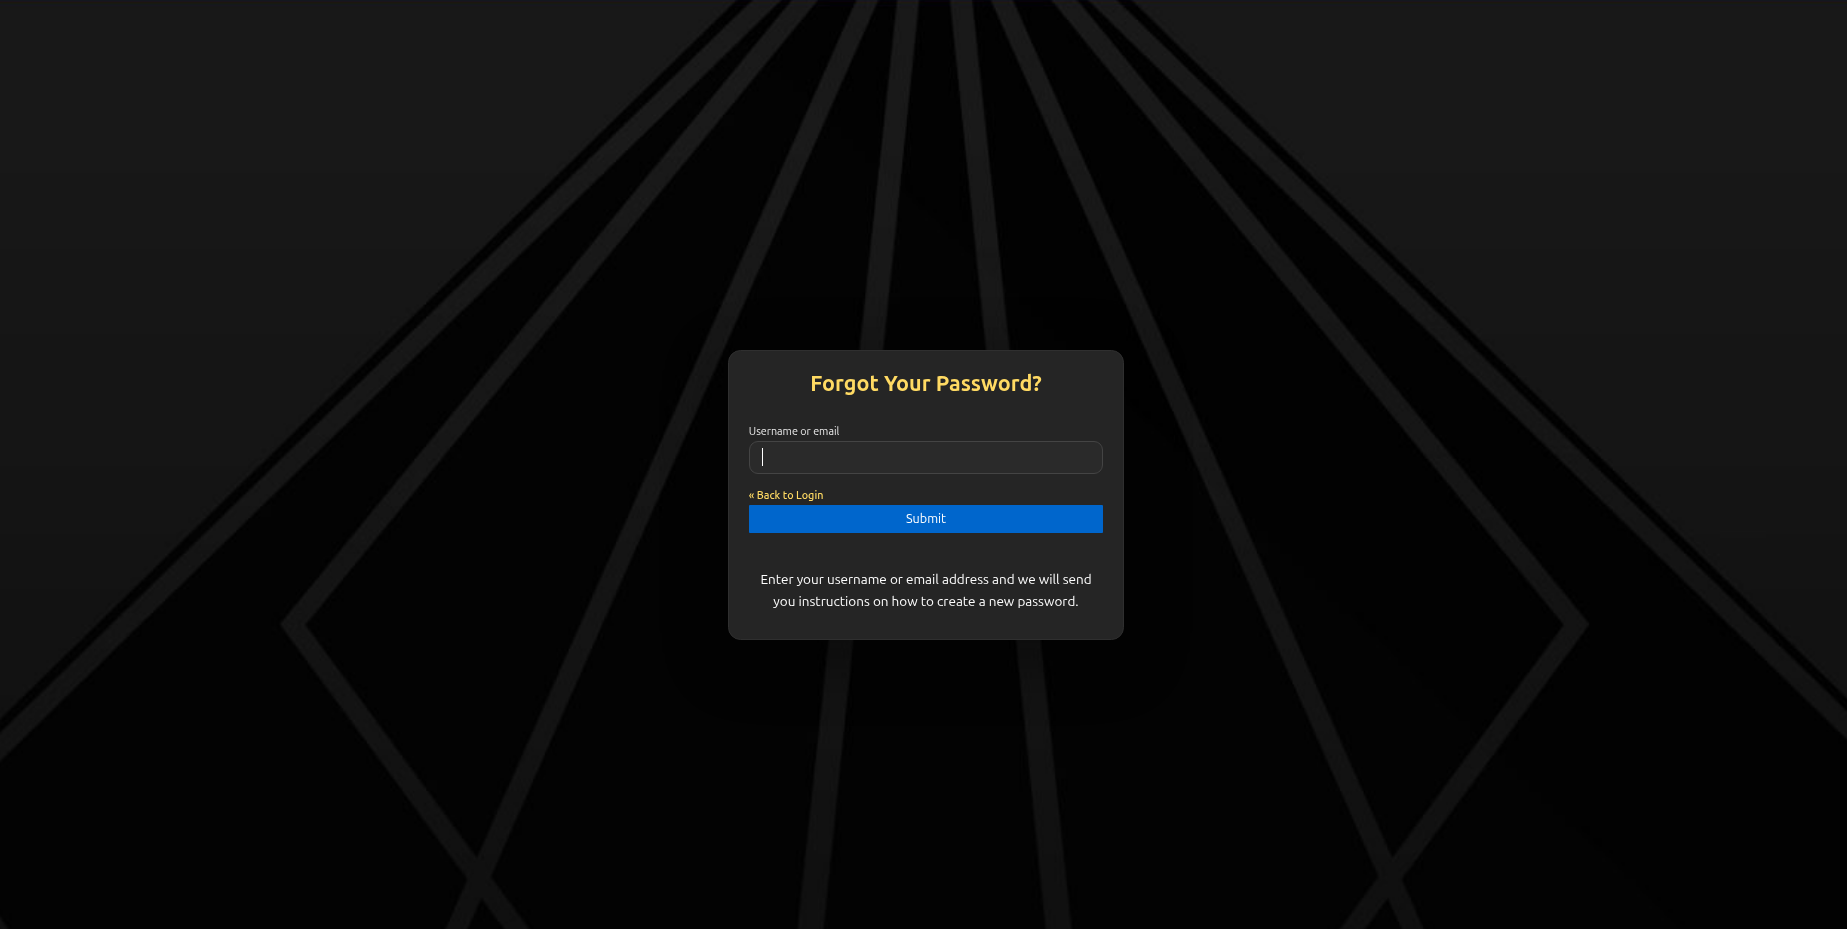 Forgot Your Password?
Username or email
« Back to Login
Submit
Enter your username or email address and we will send
you instructions on how to create a new password.